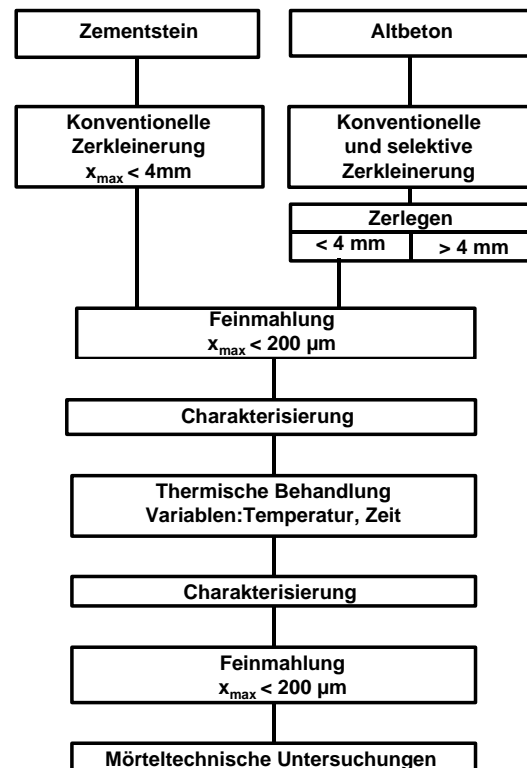 Zementstein
Altbeton
Konventionelle
Zerkleinerung
xmax < 4mm
Konventionelle
und selektive
Zerkleinerung
Zerlegen
< 4 mm
> 4 mm
Feinmahlung
xmax < 200 µm
Charakterisierung
Thermische Behandlung
Variablen:Temperatur, Zeit
Charakterisierung
Feinmahlung
xmax < 200 µm
Mörteltechnische Untersuchungen